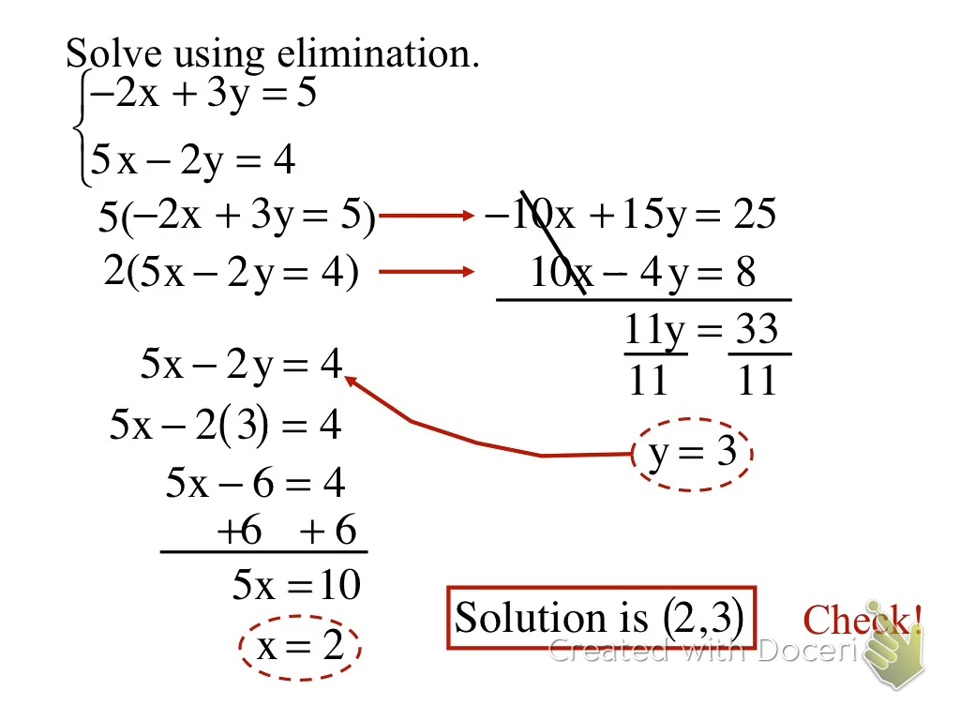 Solve using elimination.
−2x + 3y = 5
5x − 2y = 4
5(−2x + 3y = 5) −10x + 15y = 25
2(5x − 2y = 4) 10x − 4y = 8
11y = 33
11 11
y = 3
5x − 2y = 4
5x − 2(3) = 4
5x − 6 = 4
+6 + 6
5x = 10
x = 2
Solution is (2,3)
Check!
Created with Doceri